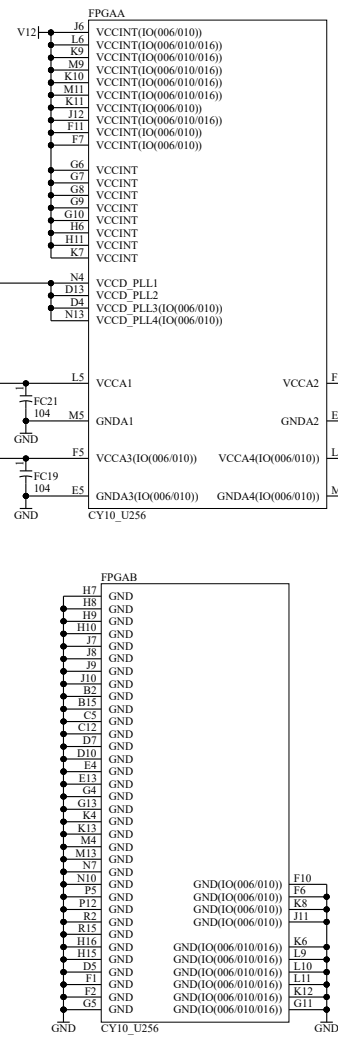 FPGAA
V12
J6 VCCINT(IO(006/010))
L6 VCCINT(IO(006/010/016))
K9 VCCINT(IO(006/010/016))
M9 VCCINT(IO(006/010/016))
K10 VCCINT(IO(006/010/016))
M11 VCCINT(IO(006/010/016))
K11 VCCINT(IO(006/010))
J12 VCCINT(IO(006/010/016))
F11 VCCINT(IO(006/010))
F7 VCCINT(IO(006/010))
G6 VCCINT
G7 VCCINT
G8 VCCINT
G9 VCCINT
G10 VCCINT
H6 VCCINT
H11 VCCINT
K7 VCCINT
N4 VCCD_PLL1
D13 VCCD_PLL2
D4 VCCD_PLL3(IO(006/010))
N13 VCCD_PLL4(IO(006/010))
L5 VCCA1 VCCA2 F
1
FC21
104
M5 GNDA1 GNDA2 E
GND
F5 VCCA3(IO(006/010)) VCCA4(IO(006/010)) L
1
FC19
104
E5 GNDA3(IO(006/010)) GNDA4(IO(006/010)) M
GND
CY10_U256
FPGAB
H7 GND
H8 GND
H9 GND
H10 GND
J7 GND
J8 GND
J9 GND
J10 GND
B2 GND
B15 GND
C5 GND
C12 GND
D7 GND
D10 GND
E4 GND
E13 GND
G4 GND
G13 GND
K4 GND
K13 GND
M4 GND
M13 GND
N7 GND
N10 GND GND(IO(006/010)) F10
P5 GND GND(IO(006/010)) F6
P12 GND GND(IO(006/010)) K8
R2 GND GND(IO(006/010)) J11
R15 GND
H16 GND GND(IO(006/010/016)) K6
H15 GND GND(IO(006/010/016)) L9
D5 GND GND(IO(006/010/016)) L10
F1 GND GND(IO(006/010/016)) L11
F2 GND GND(IO(006/010/016)) K12
G5 GND GND(IO(006/010/016)) G11
GND CY10_U256 GND